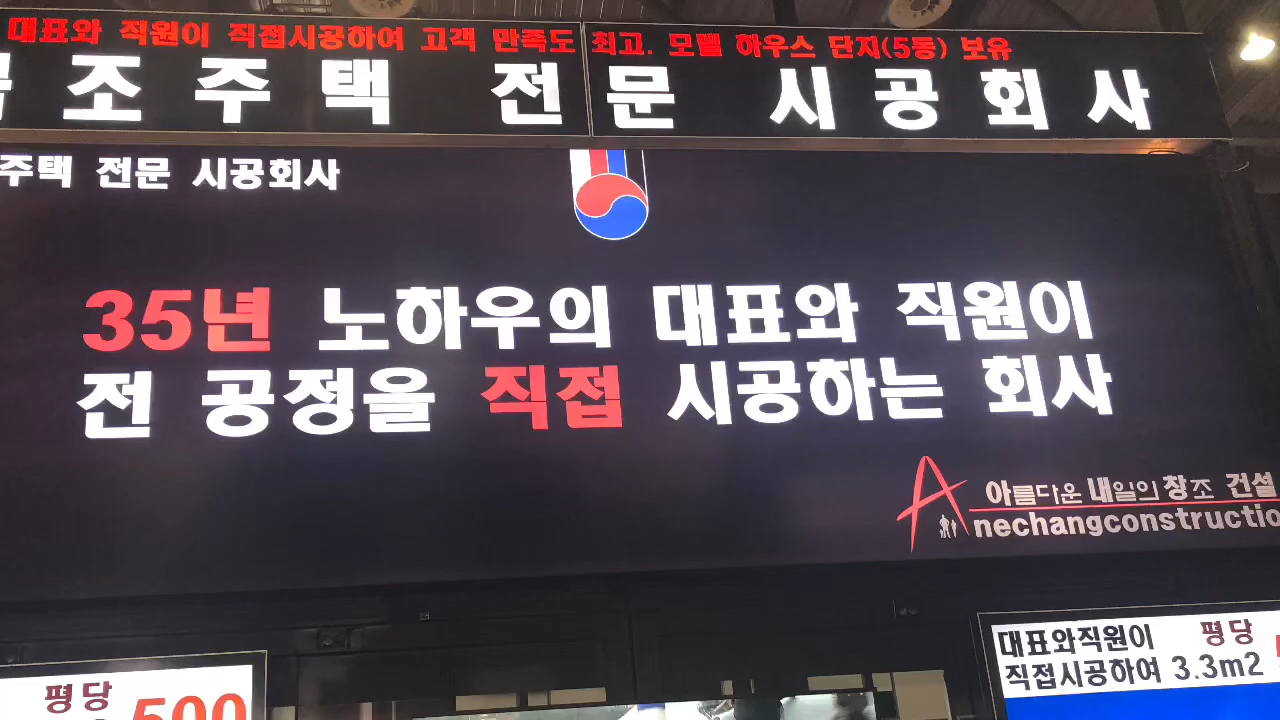 대표와 직원이 직접시공하여 고객 만족도 최고. 모델 하우스 단지(5동) 보유
조주택 전문 시공회사
주택 전문 시공회사
35년 노하우의 대표와 직원이
전 공정을 직접 시공하는 회사
아름다운 내일의 창조 건설
Anechangconstructio
평당
500
대표와직원이 평당
직접시공하여 3.3m2